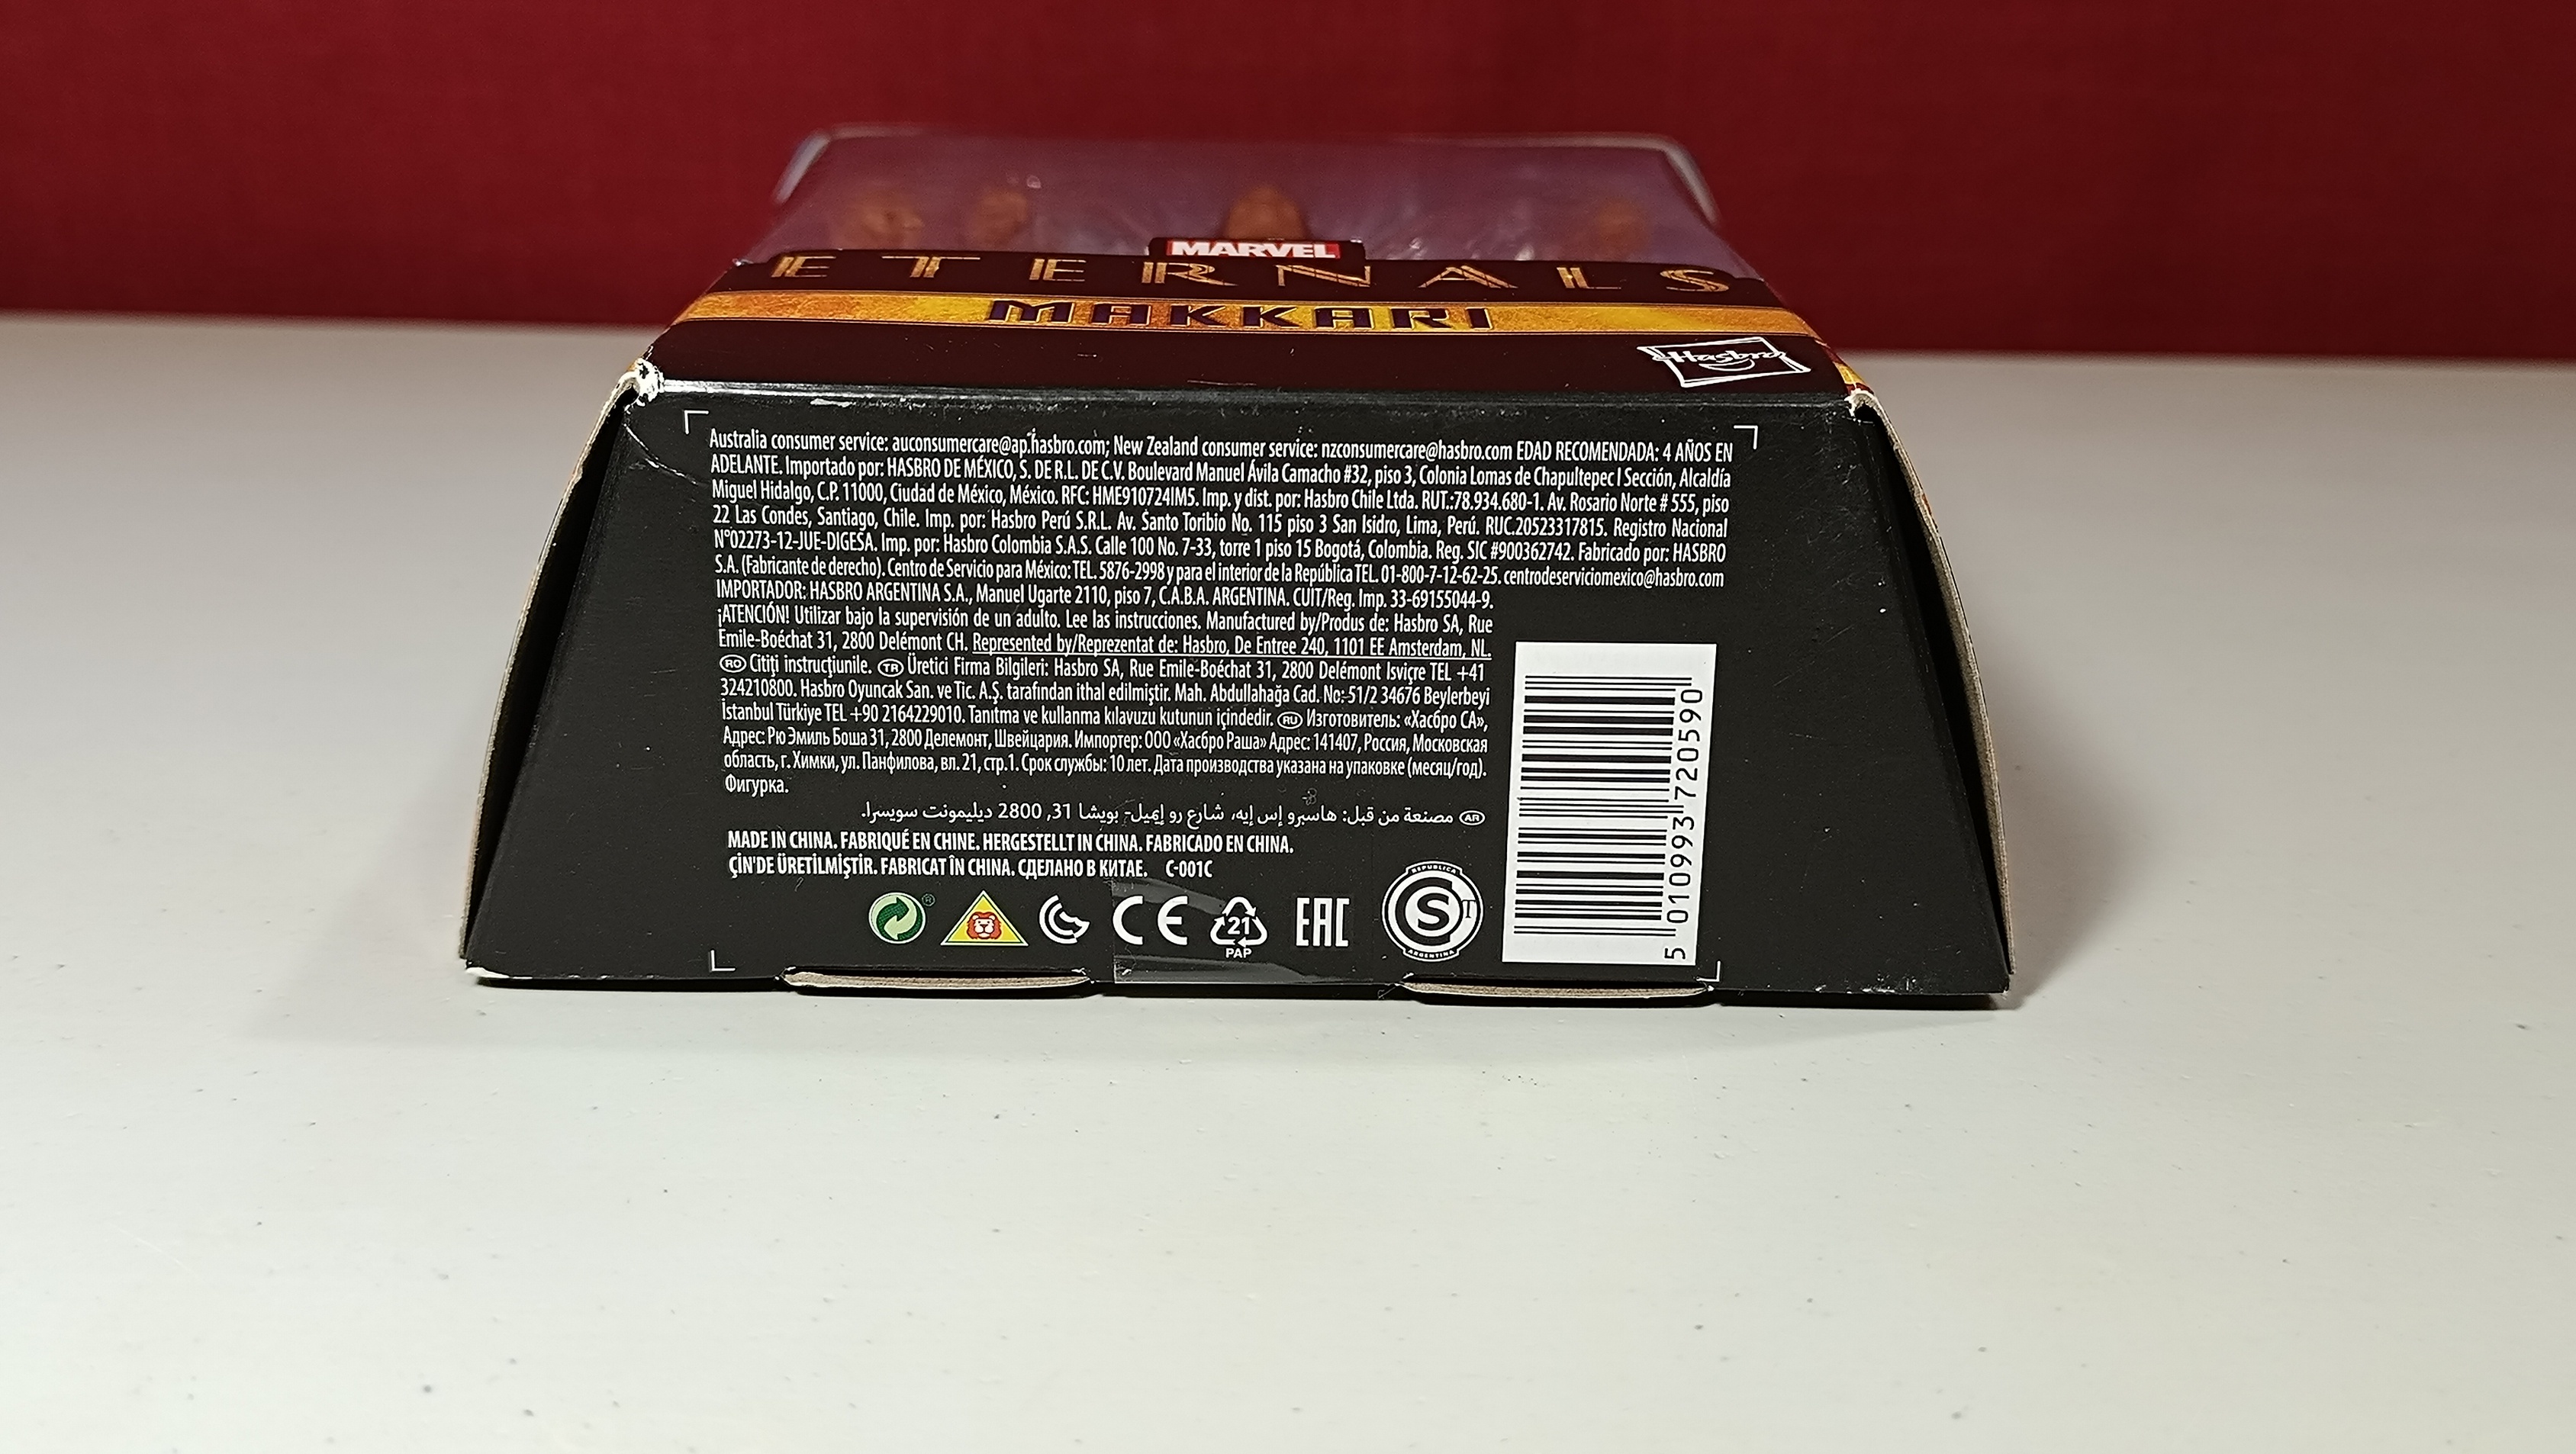 MARVEL
ETERNALS
MAKKARI
Hasbro
Australia consumer service: auconsumercare@ap.hasbro.com; New Zealand consumer service: nzconsumercare@hasbro.com EDAD RECOMENDADA: 4 AÑOS EN
ADELANTE. Importado por: HASBRO DE MÉXICO, S. DE R.L. DE C.V. Boulevard Manuel Ávila Camacho #32, piso 3, Colonia Lomas de Chapultepec I Sección, Alcaldía
Miguel Hidalgo, C.P. 11000, Ciudad de México, México. RFC: HME910724IM5. Imp. y dist. por: Hasbro Chile Ltda. RUT.:78.934.680-1. Av. Rosario Norte # 555, piso
22 Las Condes, Santiago, Chile. Imp. por: Hasbro Perú S.R.L. Av. Santo Toribio No. 115 piso 3 San Isidro, Lima, Perú. RUC.20523317815. Registro Nacional
N°02273-12-JUE-DIGESA. Imp. por: Hasbro Colombia S.A.S. Calle 100 No. 7-33, torre 1 piso 15 Bogotá, Colombia. Reg. SIC #900362742. Fabricado por: HASBRO
S.A. (Fabricante de derecho). Centro de Servicio para México: TEL. 5876-2998 y para el interior de la República TEL. 01-800-7-12-62-25. centrodeserviciomexico@hasbro.com
IMPORTADOR: HASBRO ARGENTINA S.A., Manuel Ugarte 2110, piso 7, C.A.B.A. ARGENTINA. CUIT/Reg. Imp. 33-69155044-9.
¡ATENCIÓN! Utilizar bajo la supervisión de un adulto. Lee las instrucciones. Manufactured by/Produs de: Hasbro SA, Rue
Emile-Boéchat 31, 2800 Delémont CH. Represented by/Reprezentat de: Hasbro, De Entree 240, 1101 EE Amsterdam, NL.
RO Citiţi instrucţiunile. TR Üretici Firma Bilgileri: Hasbro SA, Rue Emile-Boéchat 31, 2800 Delémont Isviçre TEL +41
324210800. Hasbro Oyuncak San. ve Tic. A.Ş. tarafından ithal edilmiştir. Mah. Abdullahağa Cad. No:-51/2 34676 Beylerbeyi
İstanbul Türkiye TEL +90 2164229010. Tanıtma ve kullanma kılavuzu kutunun içindedir. RU Изготовитель: «Хасбро СА»,
Адрес: Рю Эмиль Боша 31, 2800 Делемонт, Швейцария. Импортер: ООО «Хасбро Раша» Адрес: 141407, Россия, Московская
область, г. Химки, ул. Панфилова, вл. 21, стр.1. Срок службы: 10 лет. Дата производства указана на упаковке (месяц/год).
Фигурка.
AR مصنعة من قبل: هاسبرو إس إيه، شارع رو إيميل- بويشا 31, 2800 ديليمونت سويسرا.
MADE IN CHINA. FABRIQUÉ EN CHINE. HERGESTELLT IN CHINA. FABRICADO EN CHINA.
ÇİN'DE ÜRETİLMİŞTİR. FABRICAT ÎN CHINA. СДЕЛАНО В КИТАЕ. C-001C
CE
21
PAP
EAC
REPUBLICA
S
ARGENTINA
5 010993 720590